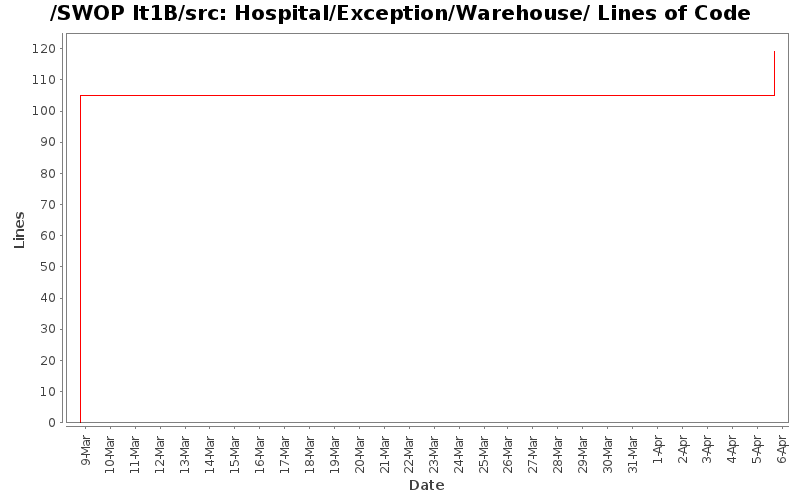 /SWOP It1B/src: Hospital/Exception/Warehouse/ Lines of Code
120
110
100
90
80
70
60
50
40
30
20
10
0
Lines
9-Mar
10-Mar
11-Mar
12-Mar
13-Mar
14-Mar
15-Mar
16-Mar
17-Mar
18-Mar
19-Mar
20-Mar
21-Mar
22-Mar
23-Mar
24-Mar
25-Mar
26-Mar
27-Mar
28-Mar
29-Mar
30-Mar
31-Mar
1-Apr
2-Apr
3-Apr
4-Apr
5-Apr
6-Apr
Date